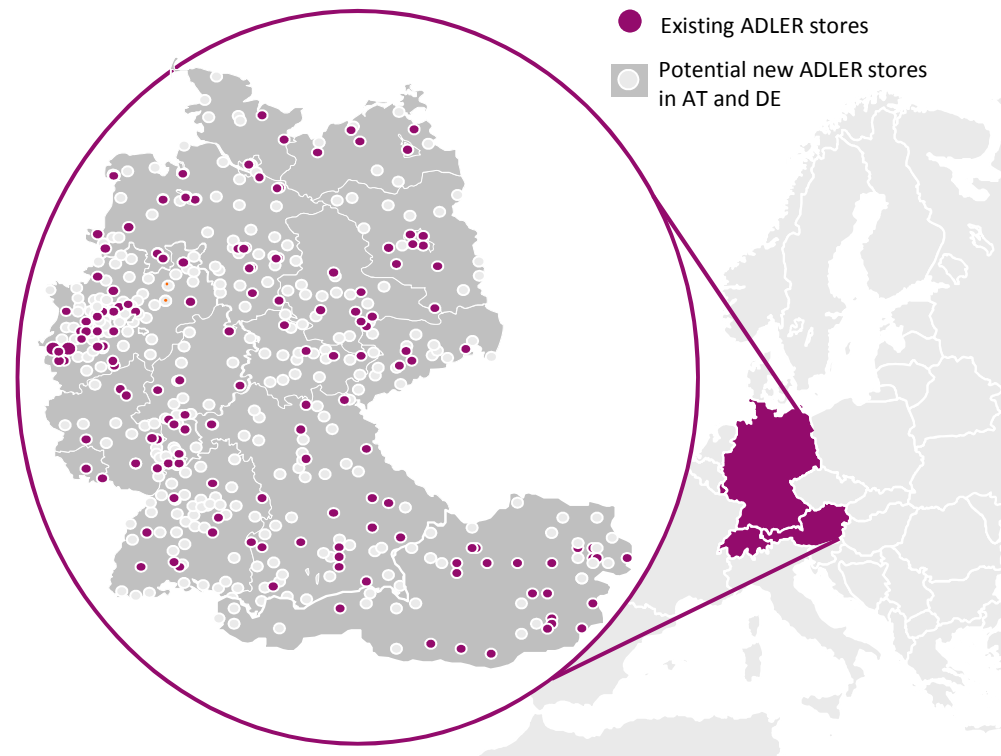 Existing ADLER stores
Potential new ADLER stores
in AT and DE